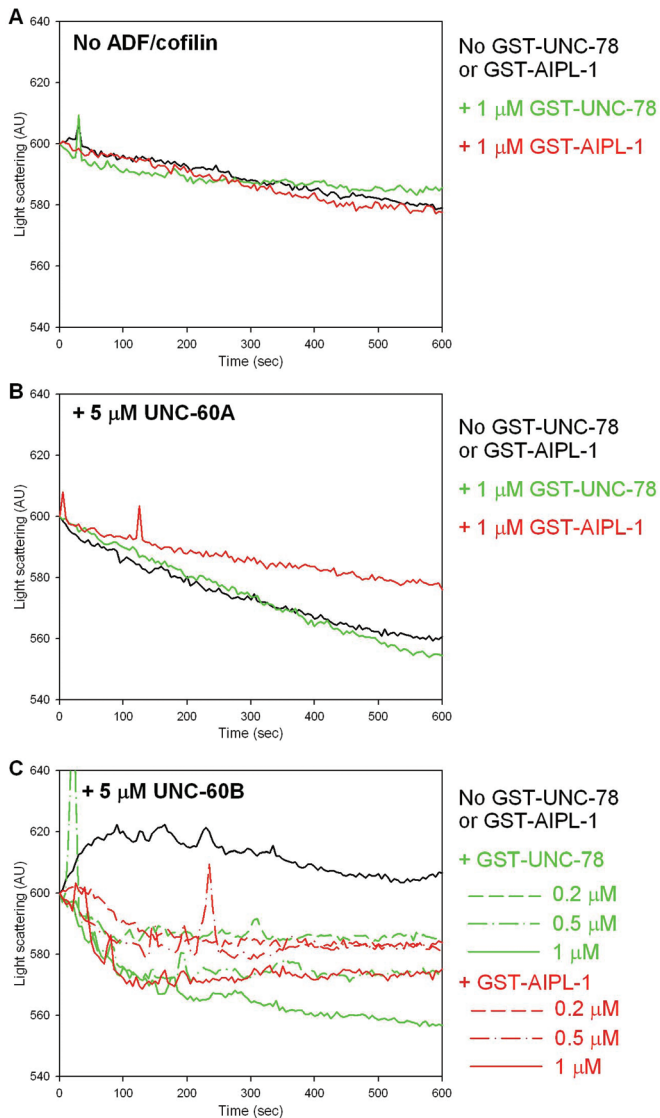 A
No ADF/cofilin
Light scattering (AU)
640
620
600
580
560
540
0 100 200 300 400 500 600
Time (sec)
No GST-UNC-78
or GST-AIPL-1
+ 1 μM GST-UNC-78
+ 1 μM GST-AIPL-1
B
+ 5 μM UNC-60A
Light scattering (AU)
640
620
600
580
560
540
0 100 200 300 400 500 600
Time (sec)
No GST-UNC-78
or GST-AIPL-1
+ 1 μM GST-UNC-78
+ 1 μM GST-AIPL-1
C
+ 5 μM UNC-60B
Light scattering (AU)
640
620
600
580
560
540
0 100 200 300 400 500 600
Time (sec)
No GST-UNC-78
or GST-AIPL-1
+ GST-UNC-78
0.2 μM
0.5 μM
1 μM
+ GST-AIPL-1
0.2 μM
0.5 μM
1 μM